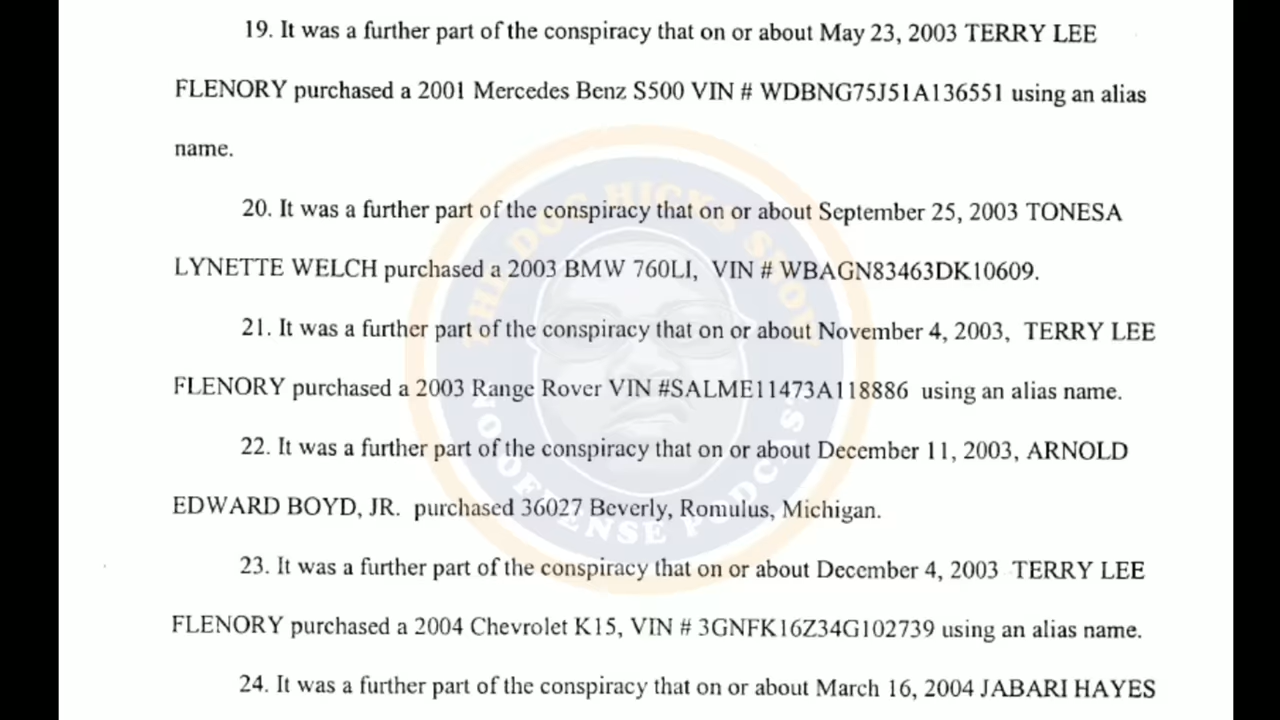 19. It was a further part of the conspiracy that on or about May 23, 2003 TERRY LEE
FLENORY purchased a 2001 Mercedes Benz S500 VIN # WDBNG75J51A136551 using an alias
name.
20. It was a further part of the conspiracy that on or about September 25, 2003 TONESA
LYNETTE WELCH purchased a 2003 BMW 760LI, VIN # WBAGN83463DK10609.
21. It was a further part of the conspiracy that on or about November 4, 2003, TERRY LEE
FLENORY purchased a 2003 Range Rover VIN #SALME11473A118886 using an alias name.
22. It was a further part of the conspiracy that on or about December 11, 2003, ARNOLD
EDWARD BOYD, JR. purchased 36027 Beverly, Romulus, Michigan.
23. It was a further part of the conspiracy that on or about December 4, 2003 TERRY LEE
FLENORY purchased a 2004 Chevrolet K15, VIN # 3GNFK16Z34G102739 using an alias name.
24. It was a further part of the conspiracy that on or about March 16, 2004 JABARI HAYES
THE DOC HICKS SHOW
NO OFFENSE PODCAST